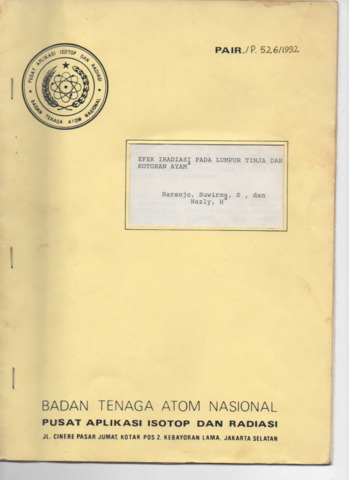 PAIR./P.526/1992
PUSAT APLIKASI ISOTOP DAN RADIASI
BADAN TENAGA ATOM NASIONAL
EFEK IRADIASI PADA LUMPUR TINJA DAN
KOTORAN AYAM*
Harsojo, Suwirma, S , dan
Nazly, H*
BADAN TENAGA ATOM NASIONAL
PUSAT APLIKASI ISOTOP DAN RADIASI
JL. CINERE PASAR JUMAT, KOTAK POS 2, KEBAYORAN LAMA, JAKARTA SELATAN